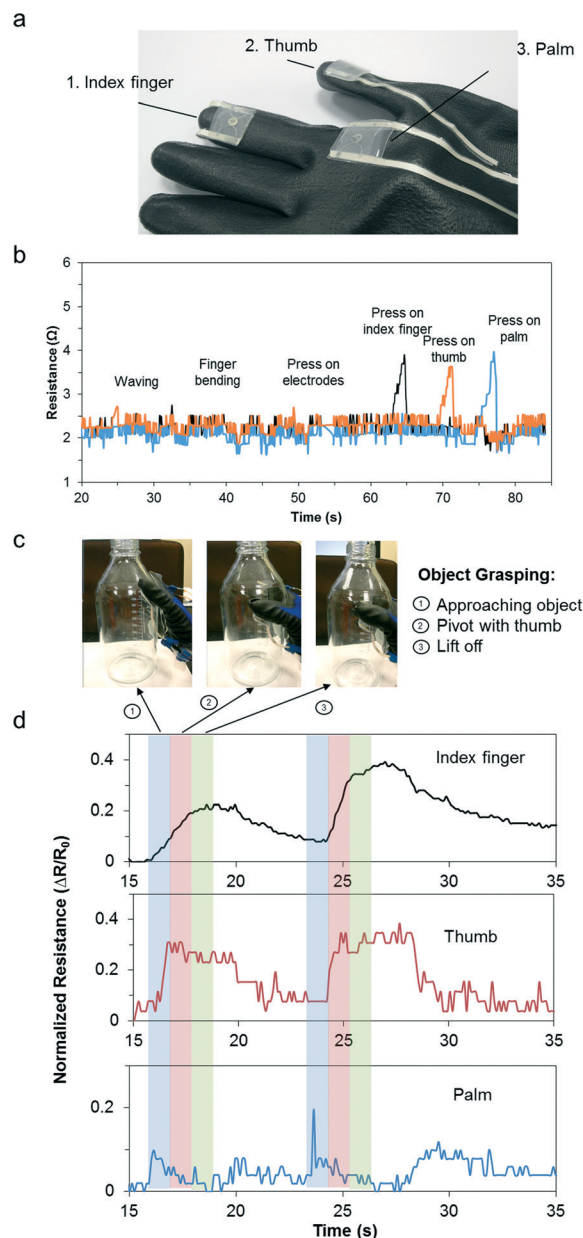 a
2. Thumb
3. Palm
1. Index finger
b
6
5
4
3
2
1
Resistance (Ω)
Waving
Finger
bending
Press on
electrodes
Press on
index finger
Press on
thumb
Press on
palm
20 30 40 50 60 70 80
Time (s)
c
Object Grasping:
① Approaching object
② Pivot with thumb
③ Lift off
① ② ③
d
Normalized Resistance (ΔR/R₀)
0.4
0.2
0
Index finger
15 20 25 30 35
0.4
0.2
0
Thumb
15 20 25 30 35
0.2
0
Palm
15 20 25 30 35
Time (s)